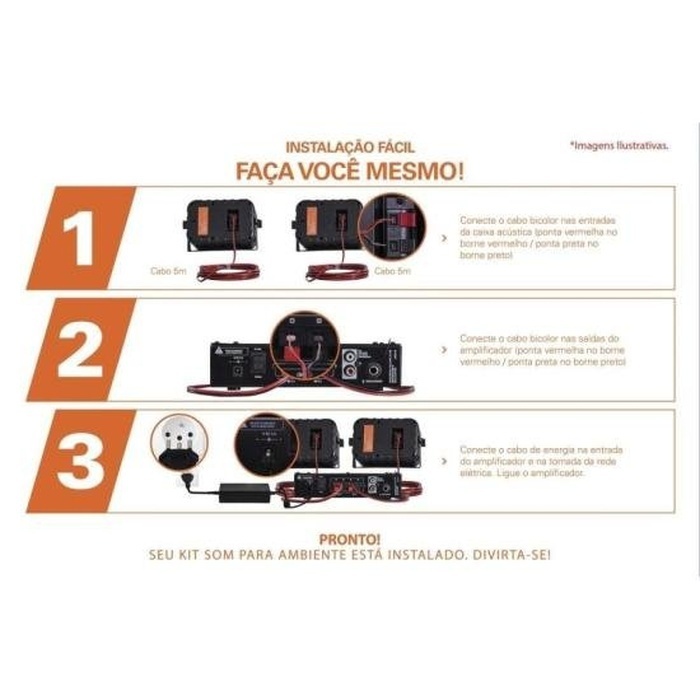 INSTALAÇÃO FÁCIL
*Imagens Ilustrativas.
FAÇA VOCÊ MESMO!
1
Cabo 5m
Cabo 5m
Conecte o cabo bicolor nas entradas
da caixa acústica (ponta vermelha no
borne vermelho / ponta preta no
borne preto)
2
Conecte o cabo bicolor nas saídas do
amplificador (ponta vermelha no borne
vermelho / ponta preta no borne preto)
3
Conecte o cabo de energia na entrada
do amplificador e na tomada da rede
elétrica. Ligue o amplificador.
PRONTO!
SEU KIT SOM PARA AMBIENTE ESTÁ INSTALADO. DIVIRTA-SE!